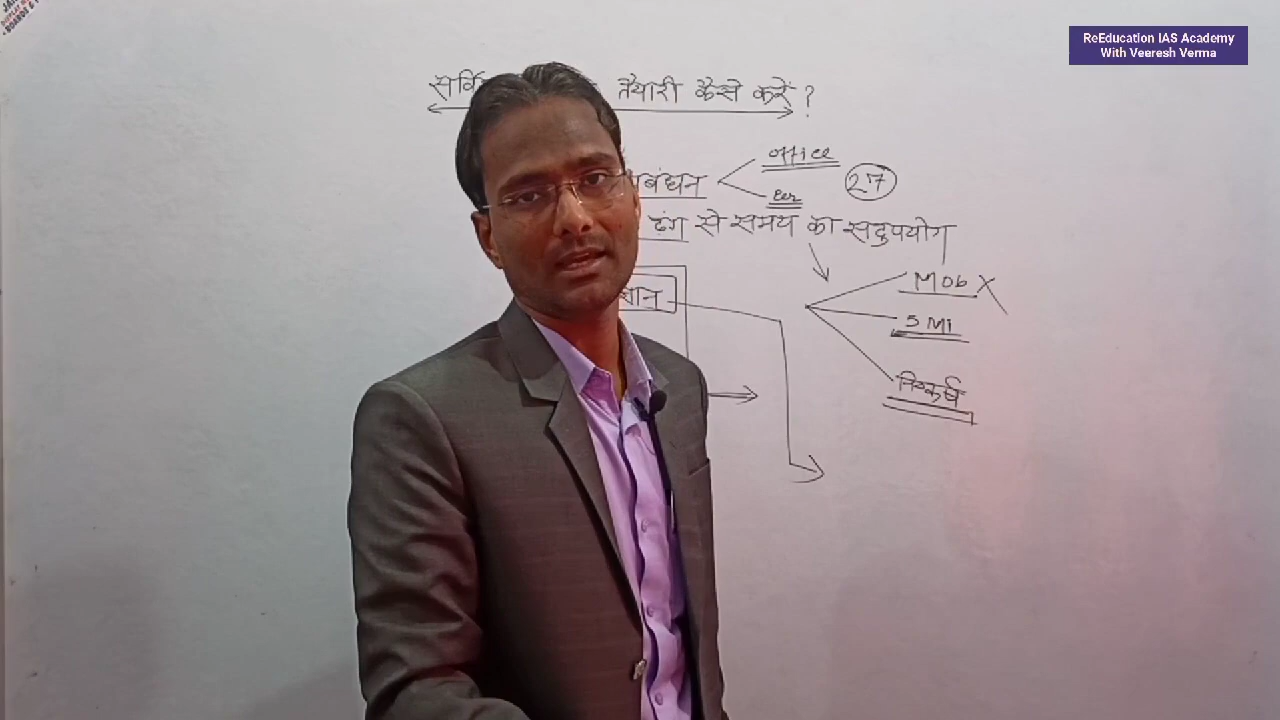 ReEducation IAS Academy
With Veeresh Verma
तैयारी कैसे करें ?
office
27
ढंग से समय का सदुपयोग
Mob X
5 Mi
निष्कर्ष